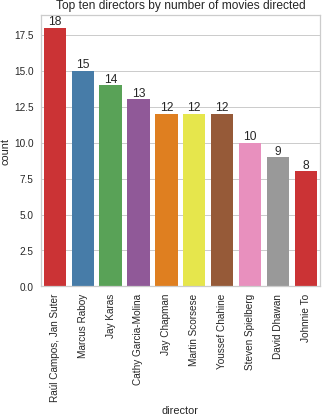 Top ten directors by number of movies directed
18
15
14
13
12
12
12
10
9
8
17.5
15.0
12.5
10.0
7.5
5.0
2.5
0.0
count
Raúl Campos, Jan Suter
Marcus Raboy
Jay Karas
Cathy Garcia-Molina
Jay Chapman
Martin Scorsese
Youssef Chahine
Steven Spielberg
David Dhawan
Johnnie To
director